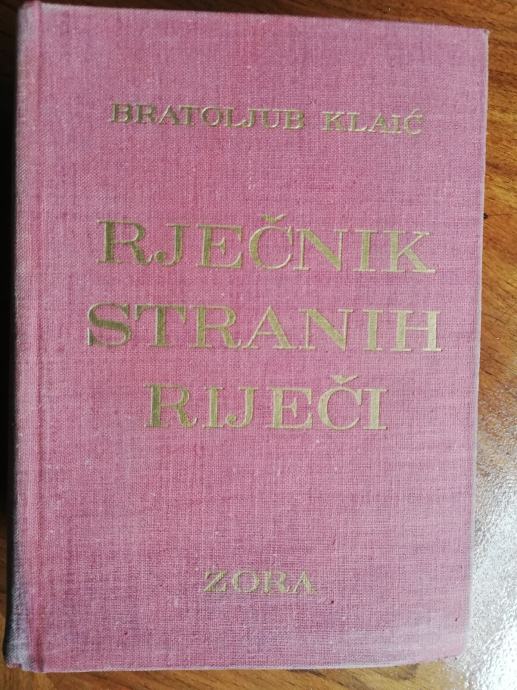 BRATOLJUB KLAIĆ
RJEČNIK
STRANIH
RIJEČI
ZORA